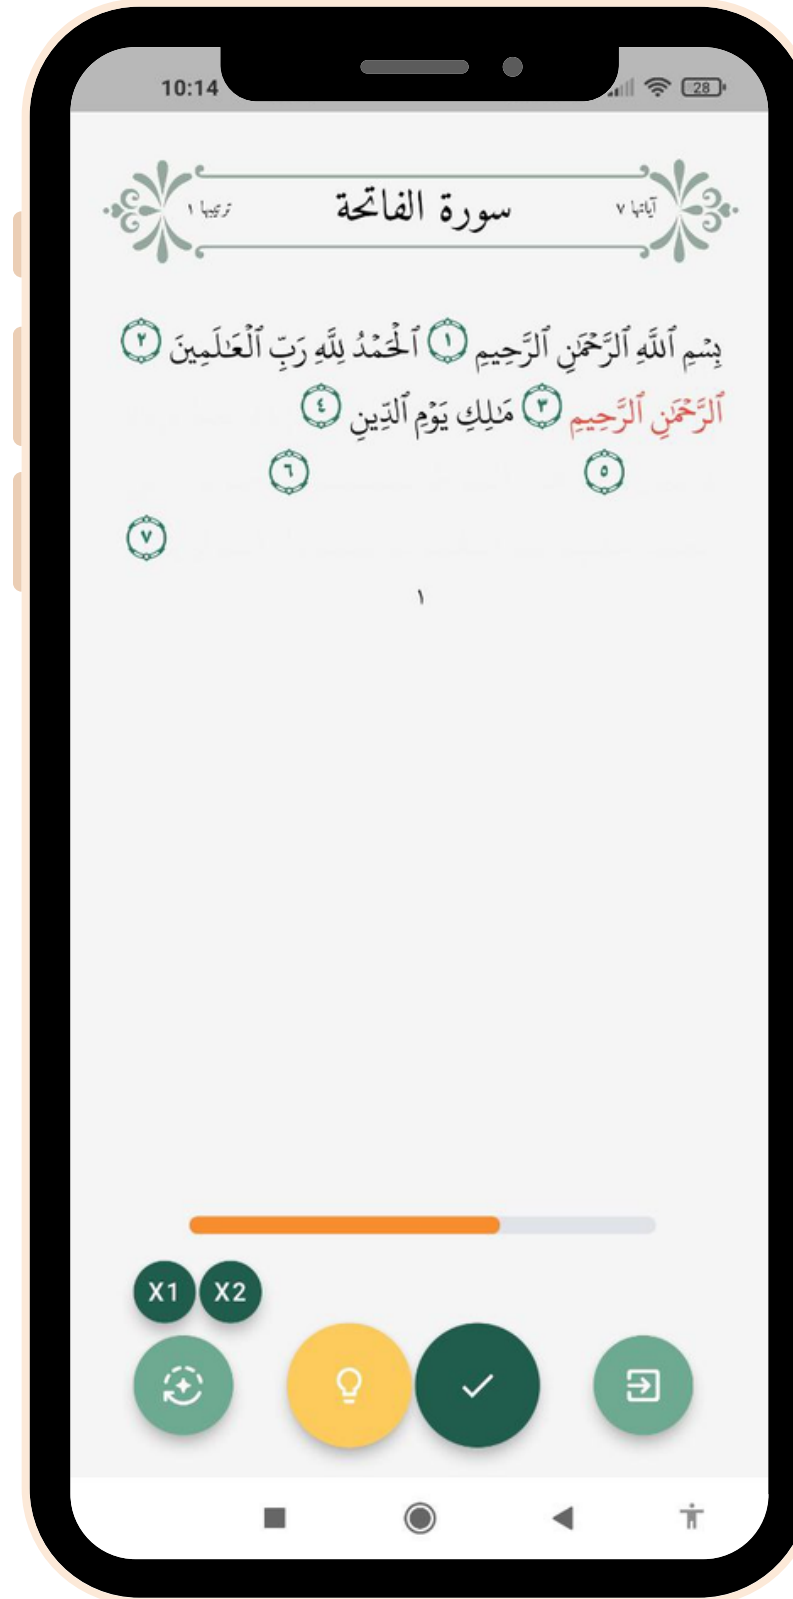 10:14
28
آياتها ٧
سورة الفاتحة
ترتيبها ١
بِسْمِ ٱللَّهِ ٱلرَّحْمَٰنِ ٱلرَّحِيمِ ١ ٱلْحَمْدُ لِلَّهِ رَبِّ ٱلْعَٰلَمِينَ ٢
ٱلرَّحْمَٰنِ ٱلرَّحِيمِ ٣ مَٰلِكِ يَوْمِ ٱلدِّينِ ٤
٥ ٦
٧
١
X1 X2